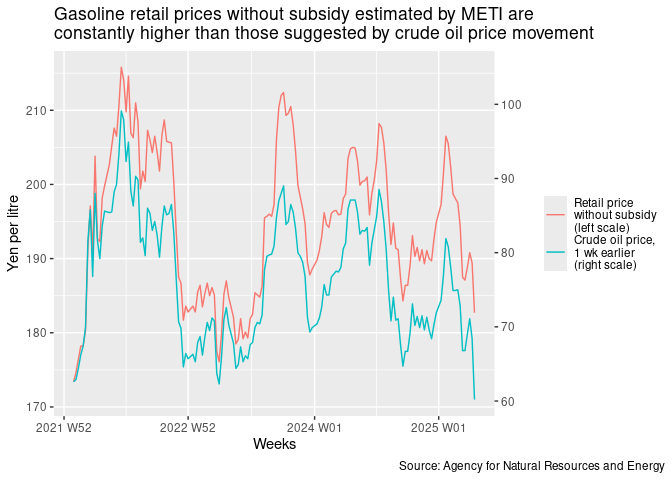 Gasoline retail prices without subsidy estimated by METI are
constantly higher than those suggested by crude oil price movement
Yen per litre
210
200
190
180
170
100
90
80
70
60
2021 W52
2022 W52
2024 W01
2025 W01
Weeks
Retail price
without subsidy
(left scale)
Crude oil price,
1 wk earlier
(right scale)
Source: Agency for Natural Resources and Energy